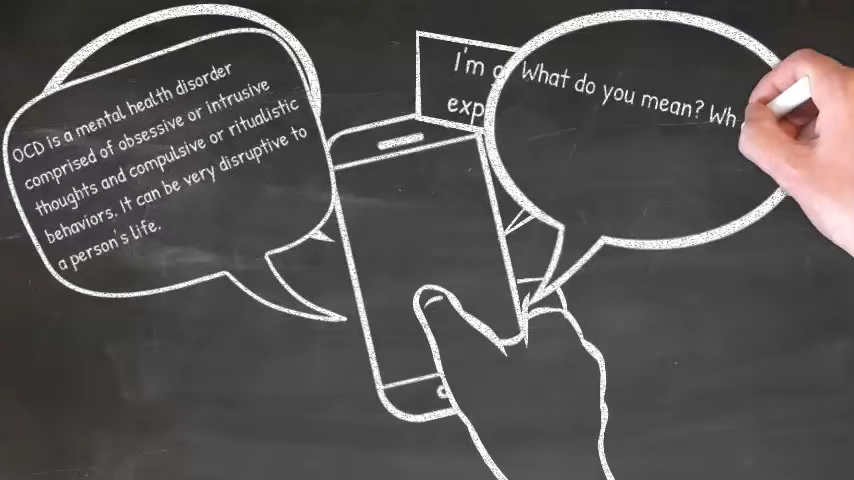 OCD is a mental health disorder
comprised of obsessive or intrusive
thoughts and compulsive or ritualistic
behaviors. It can be very disruptive to
a person's life.
I'm
exp
What do you mean? Wh